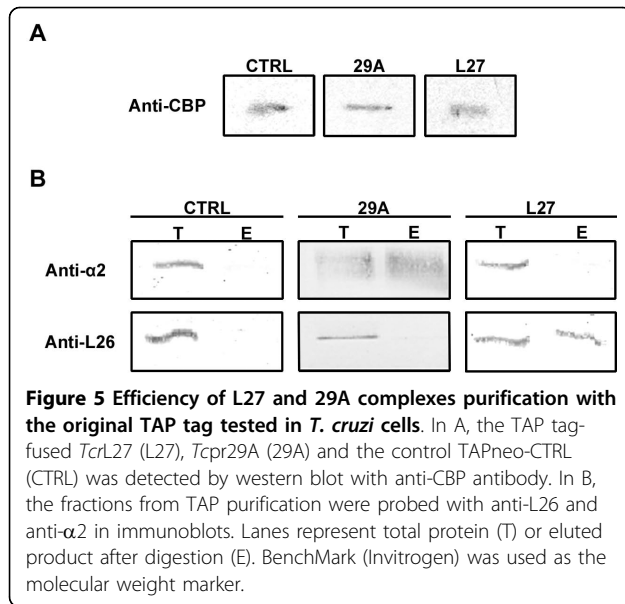 A
CTRL 29A L27
Anti-CBP
B
CTRL 29A L27
T E T E T E
Anti-α2
Anti-L26
Figure 5 Efficiency of L27 and 29A complexes purification with
the original TAP tag tested in T. cruzi cells. In A, the TAP tag-
fused TcrL27 (L27), Tcpr29A (29A) and the control TAPneo-CTRL
(CTRL) was detected by western blot with anti-CBP antibody. In B,
the fractions from TAP purification were probed with anti-L26 and
anti-α2 in immunoblots. Lanes represent total protein (T) or eluted
product after digestion (E). BenchMark (Invitrogen) was used as the
molecular weight marker.